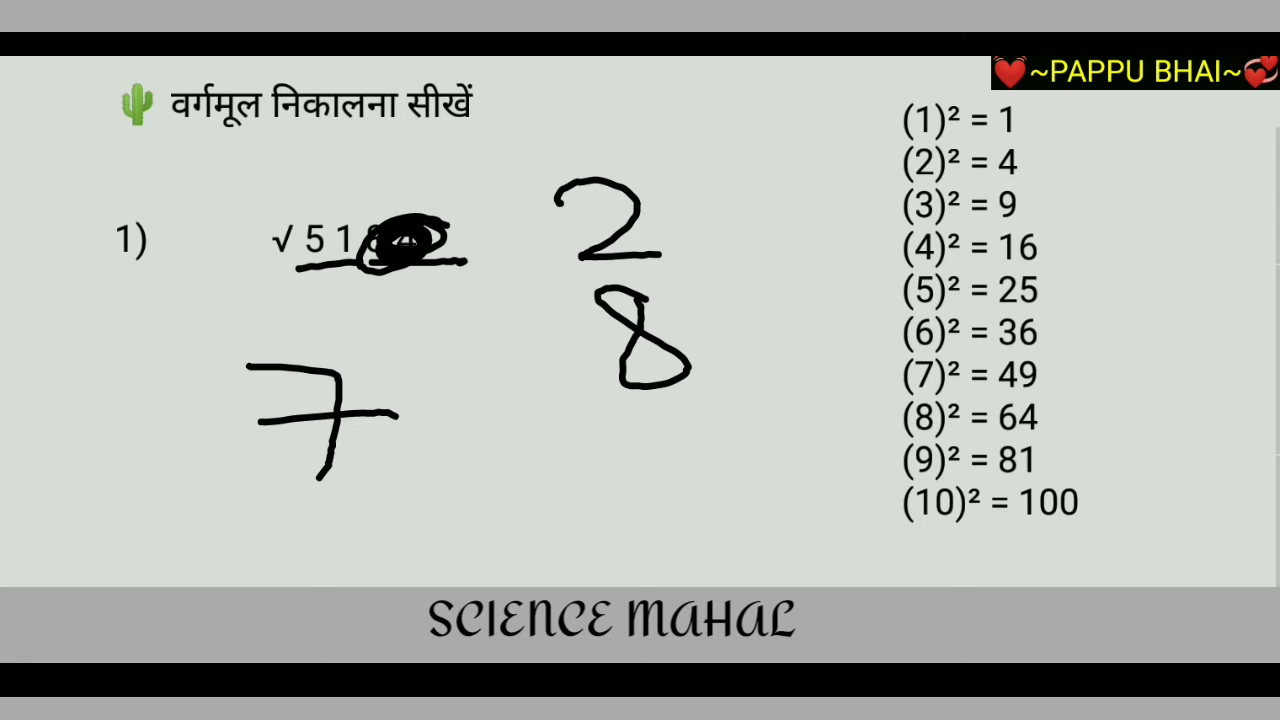 ❤~PAPPU BHAI~💞
🌵 वर्गमूल निकालना सीखें
1) √ 5 1
2
8
7
(1)² = 1
(2)² = 4
(3)² = 9
(4)² = 16
(5)² = 25
(6)² = 36
(7)² = 49
(8)² = 64
(9)² = 81
(10)² = 100
SCIENCE MAHAL